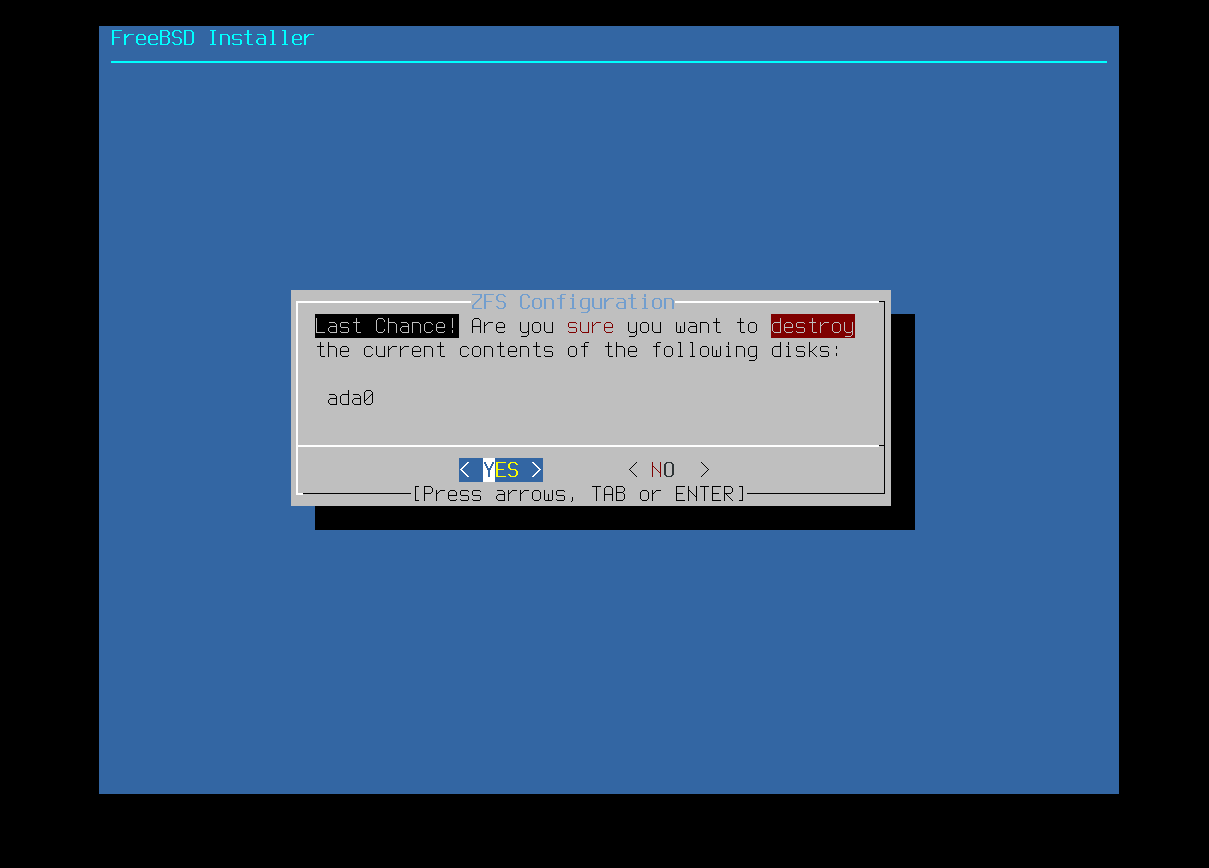 FreeBSD Installer
ZFS Configuration
Last Chance! Are you sure you want to destroy
the current contents of the following disks:
ada0
< YES > < NO >
[Press arrows, TAB or ENTER]